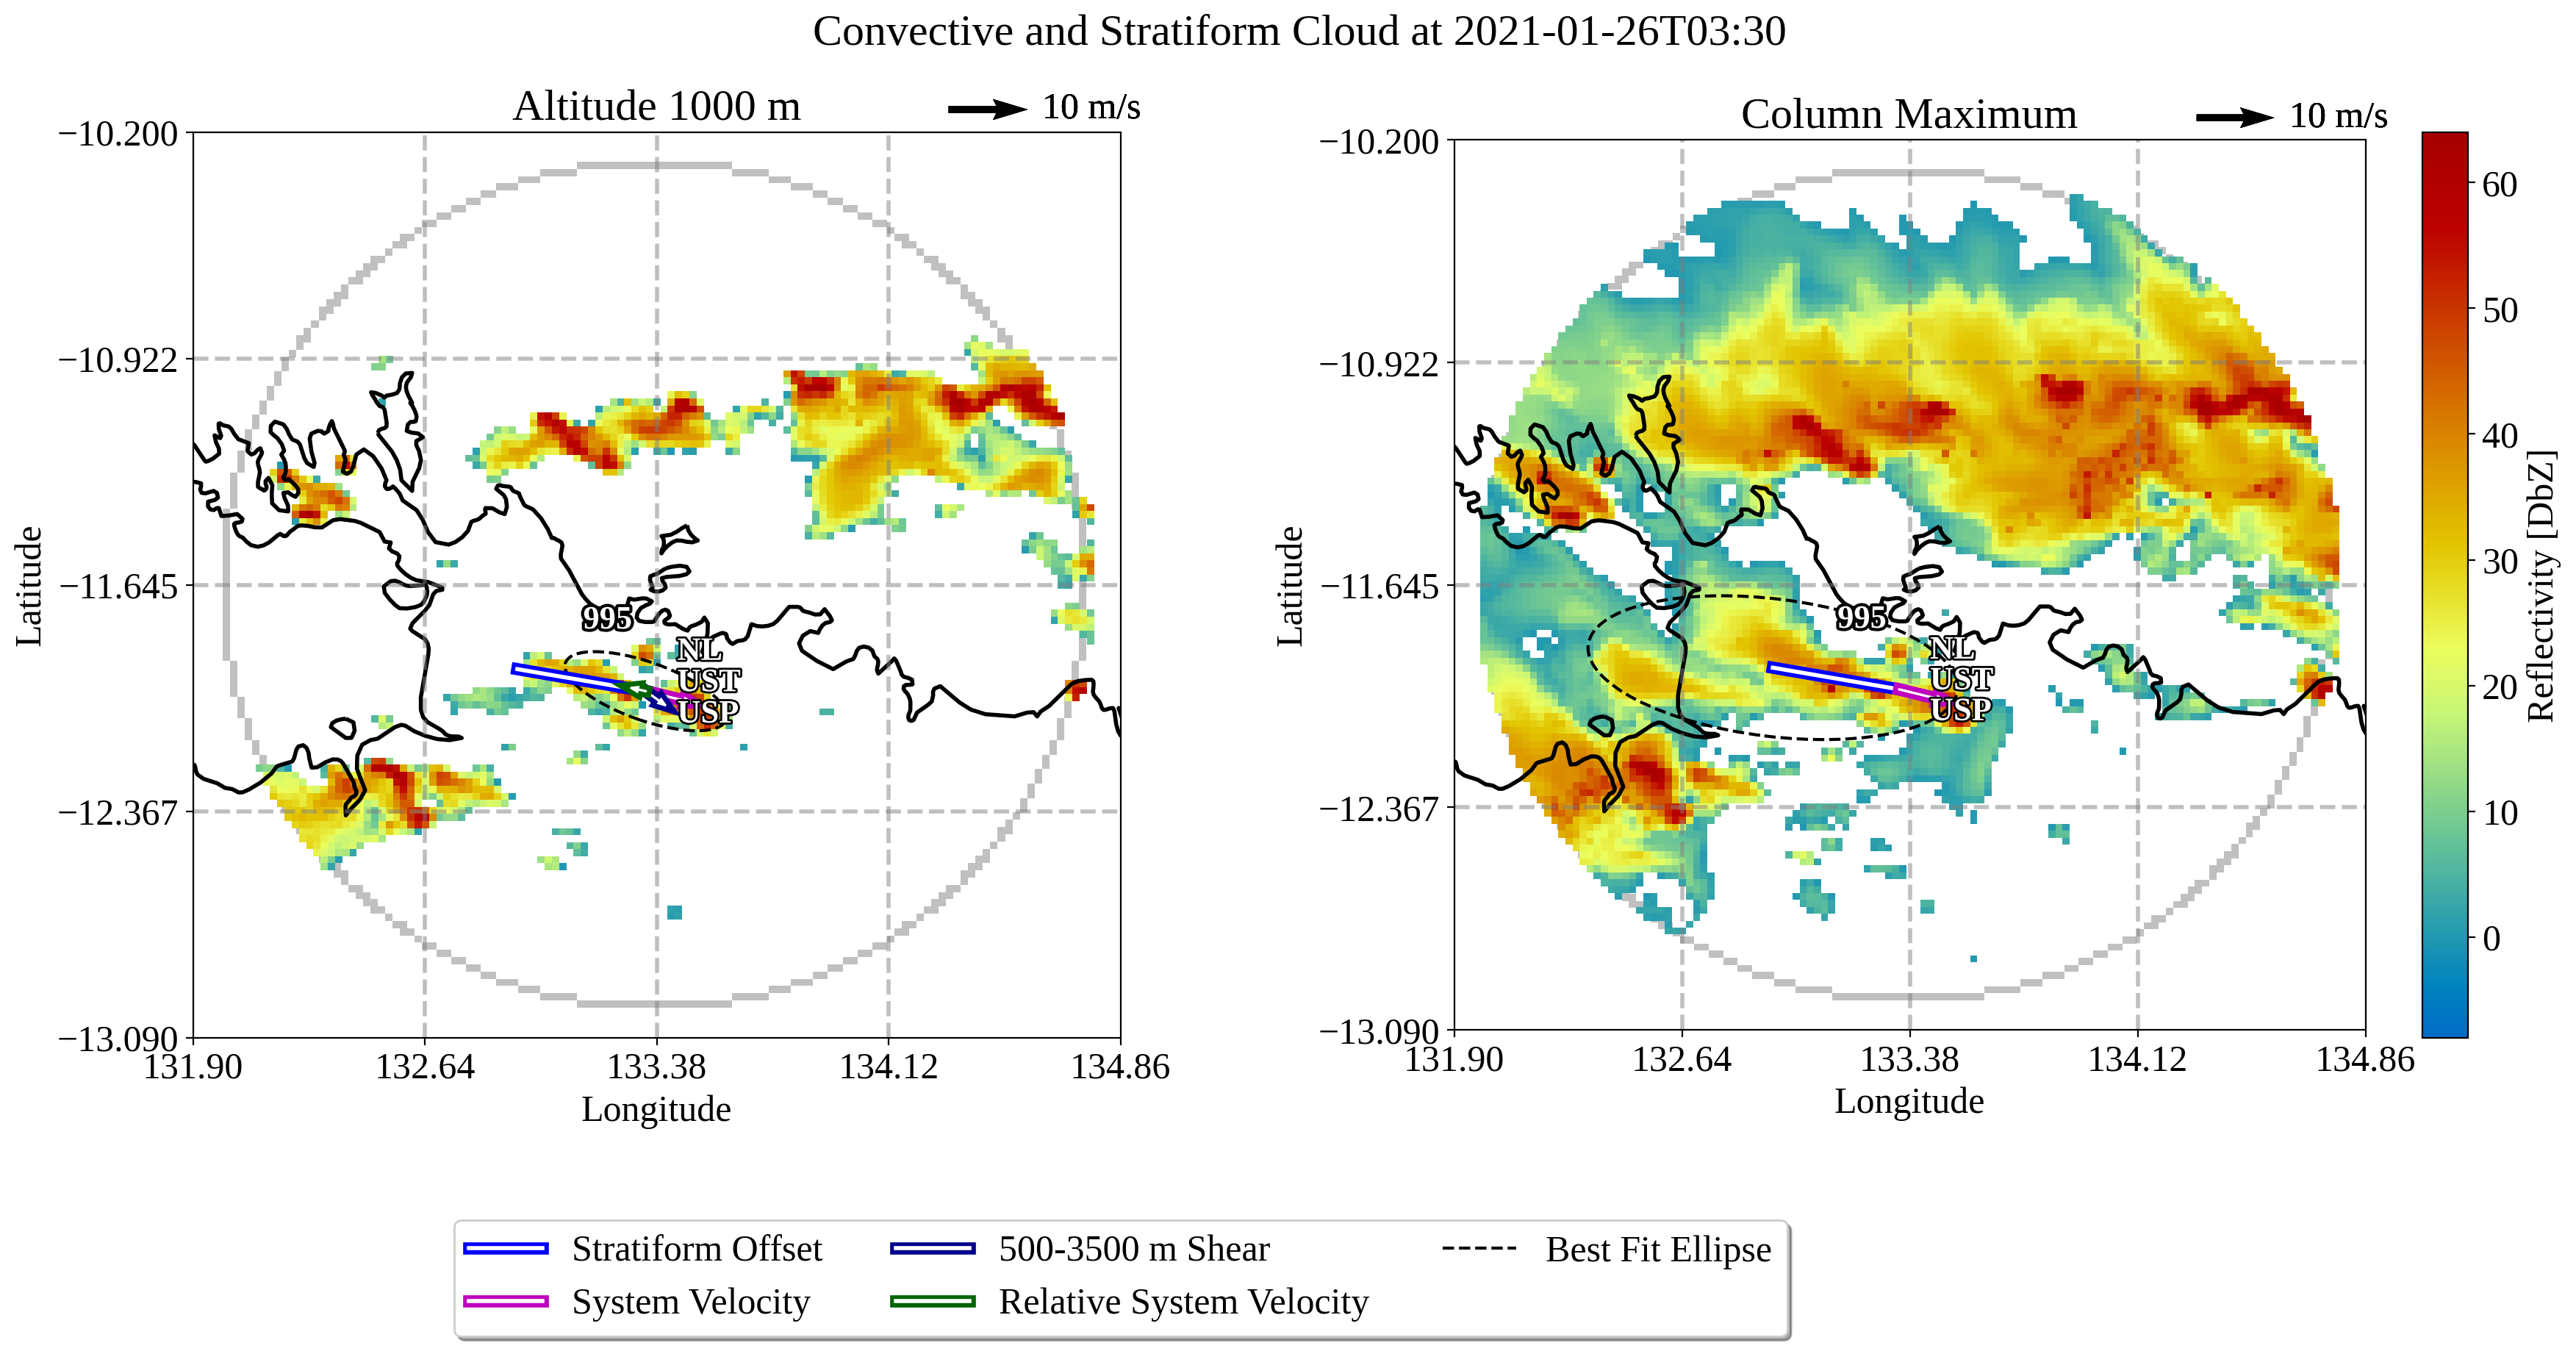 Convective and Stratiform Cloud at 2021-01-26T03:30
Altitude 1000 m
10 m/s
−10.200
−10.922
−11.645
−12.367
−13.090
131.90
132.64
133.38
134.12
134.86
Longitude
Latitude
995
NL
UST
USP
Column Maximum
10 m/s
−10.200
−10.922
−11.645
−12.367
−13.090
131.90
132.64
133.38
134.12
134.86
Longitude
Latitude
995
NL
UST
USP
60
50
40
30
20
10
0
Reflectivity [DbZ]
Stratiform Offset
System Velocity
500-3500 m Shear
Relative System Velocity
Best Fit Ellipse